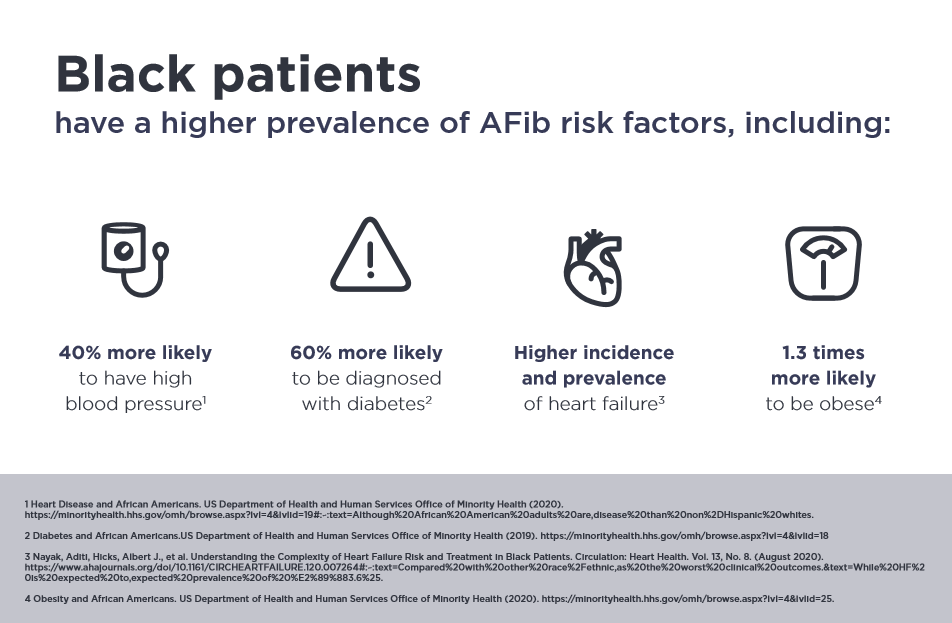 Black patients
have a higher prevalence of AFib risk factors, including:
40% more likely
to have high
blood pressure¹
60% more likely
to be diagnosed
with diabetes²
Higher incidence
and prevalence
of heart failure³
1.3 times
more likely
to be obese⁴
1 Heart Disease and African Americans. US Department of Health and Human Services Office of Minority Health (2020).
https://minorityhealth.hhs.gov/omh/browse.aspx?lvl=4&lvlid=19#:~:text=Although%20African%20American%20adults%20are,disease%20than%20non%2DHispanic%20whites.
2 Diabetes and African Americans.US Department of Health and Human Services Office of Minority Health (2019). https://minorityhealth.hhs.gov/omh/browse.aspx?lvl=4&lvlid=18
3 Nayak, Aditi, Hicks, Albert J., et al. Understanding the Complexity of Heart Failure Risk and Treatment in Black Patients. Circulation: Heart Health. Vol. 13, No. 8. (August 2020).
https://www.ahajournals.org/doi/10.1161/CIRCHEARTFAILURE.120.007264#:~:text=Compared%20with%20other%20race%2Fethnic,as%20the%20worst%20clinical%20outcomes.&text=While%20HF%2
0is%20expected%20to,expected%20prevalence%20of%20%E2%89%883.6%25.
4 Obesity and African Americans. US Department of Health and Human Services Office of Minority Health (2020). https://minorityhealth.hhs.gov/omh/browse.aspx?lvl=4&lvlid=25.